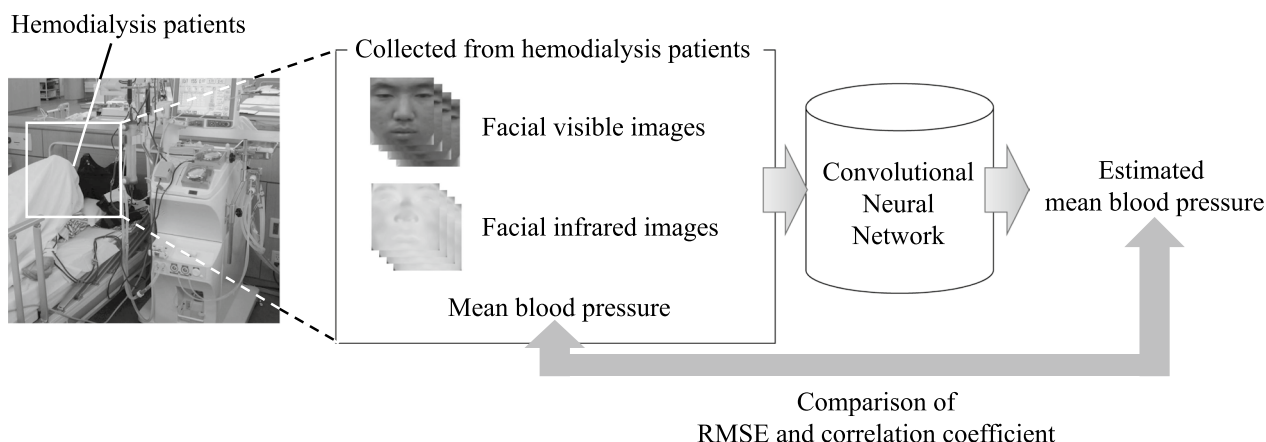 Hemodialysis patients
Collected from hemodialysis patients
Facial visible images
Facial infrared images
Mean blood pressure
Convolutional
Neural
Network
Estimated
mean blood pressure
Comparison of
RMSE and correlation coefficient